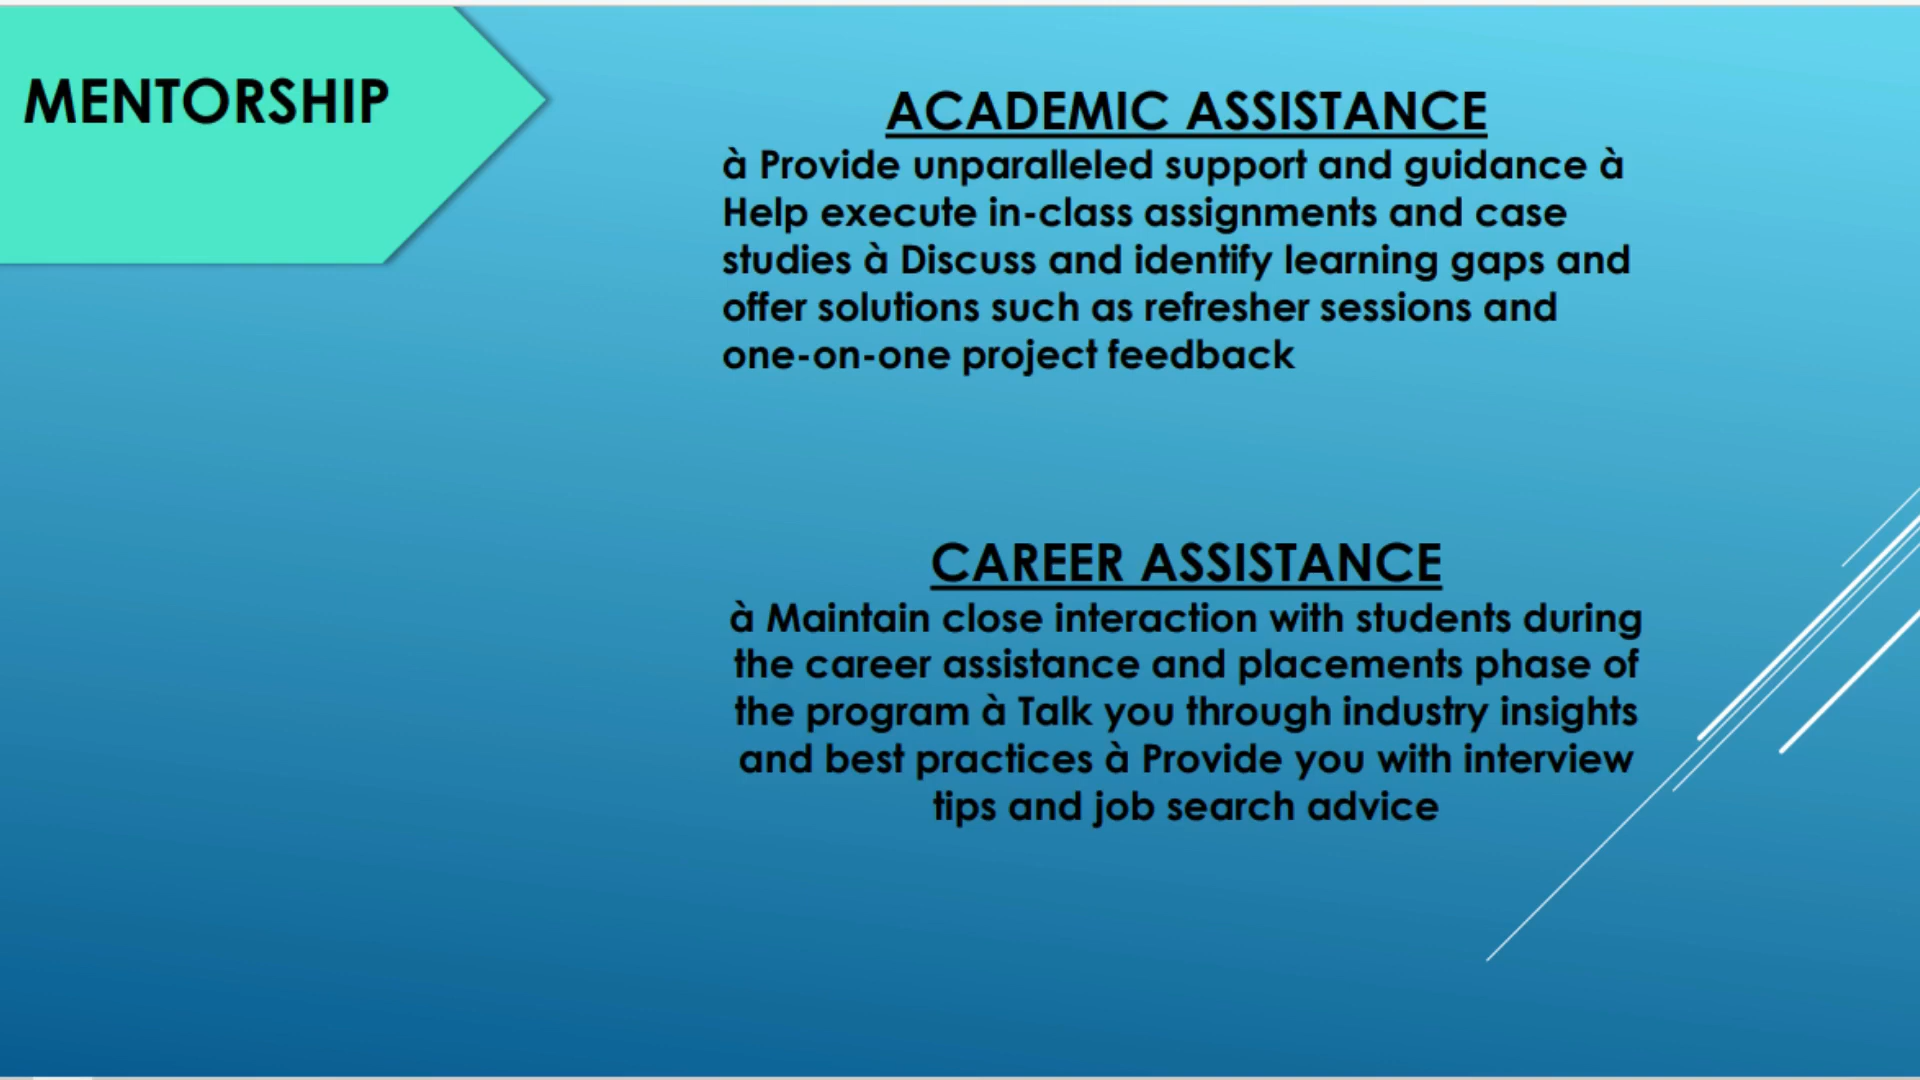 MENTORSHIP
ACADEMIC ASSISTANCE
à Provide unparalleled support and guidance à
Help execute in-class assignments and case
studies à Discuss and identify learning gaps and
offer solutions such as refresher sessions and
one-on-one project feedback
CAREER ASSISTANCE
à Maintain close interaction with students during
the career assistance and placements phase of
the program à Talk you through industry insights
and best practices à Provide you with interview
tips and job search advice